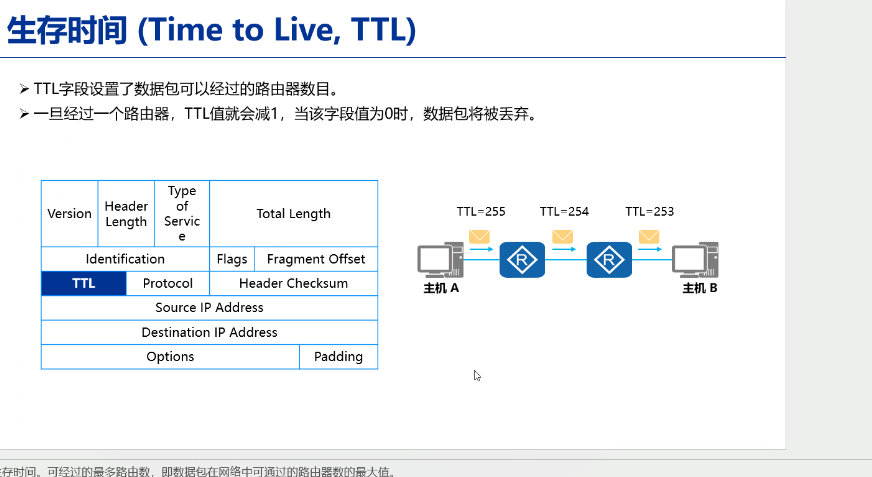 生存时间 (Time to Live, TTL)
➢ TTL字段设置了数据包可以经过的路由器数目。
➢ 一旦经过一个路由器，TTL值就会减1，当该字段值为0时，数据包将被丢弃。
Version
Header
Length
Type
of
Servic
e
Total Length
Identification
Flags
Fragment Offset
TTL
Protocol
Header Checksum
Source IP Address
Destination IP Address
Options
Padding
TTL=255
TTL=254
TTL=253
R
R
主机 A
主机 B
存时间。可经过的最多路由数，即数据包在网络中可通过的路由器数的最大值。